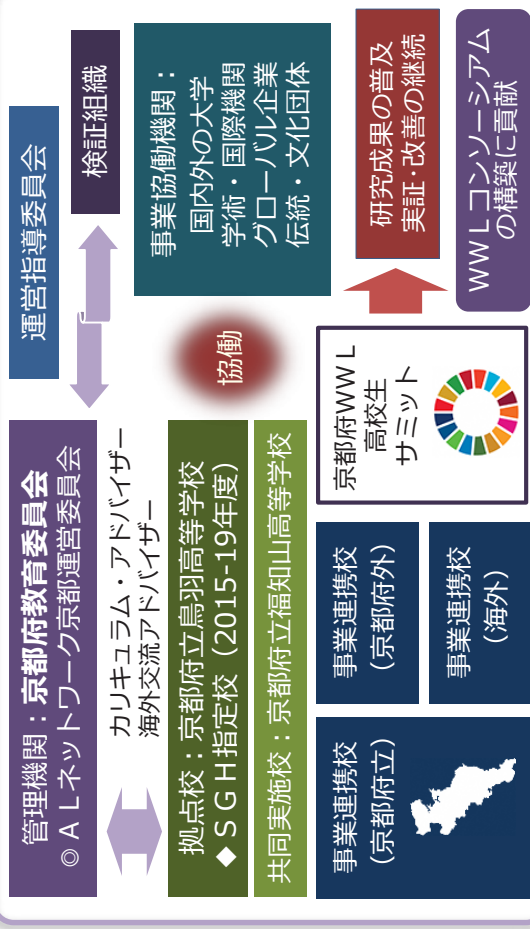 管理機関：京都府教育委員会
◎ＡＬネットワーク京都運営委員会
運営指導委員会
検証組織
カリキュラム・アドバイザー
海外交流アドバイザー
拠点校：京都府立鳥羽高等学校
◆ＳＧＨ指定校（2015-19年度）
共同実施校：京都府立福知山高等学校
協働
事業協働機関：
国内外の大学
学術・国際機関
グローバル企業
伝統・文化団体
事業連携校
（京都府立）
事業連携校
（京都府外）
事業連携校
（海外）
京都府ＷＷＬ
高校生
サミット
研究成果の普及
実証・改善の継続
ＷＷＬコンソーシアム
の構築に貢献